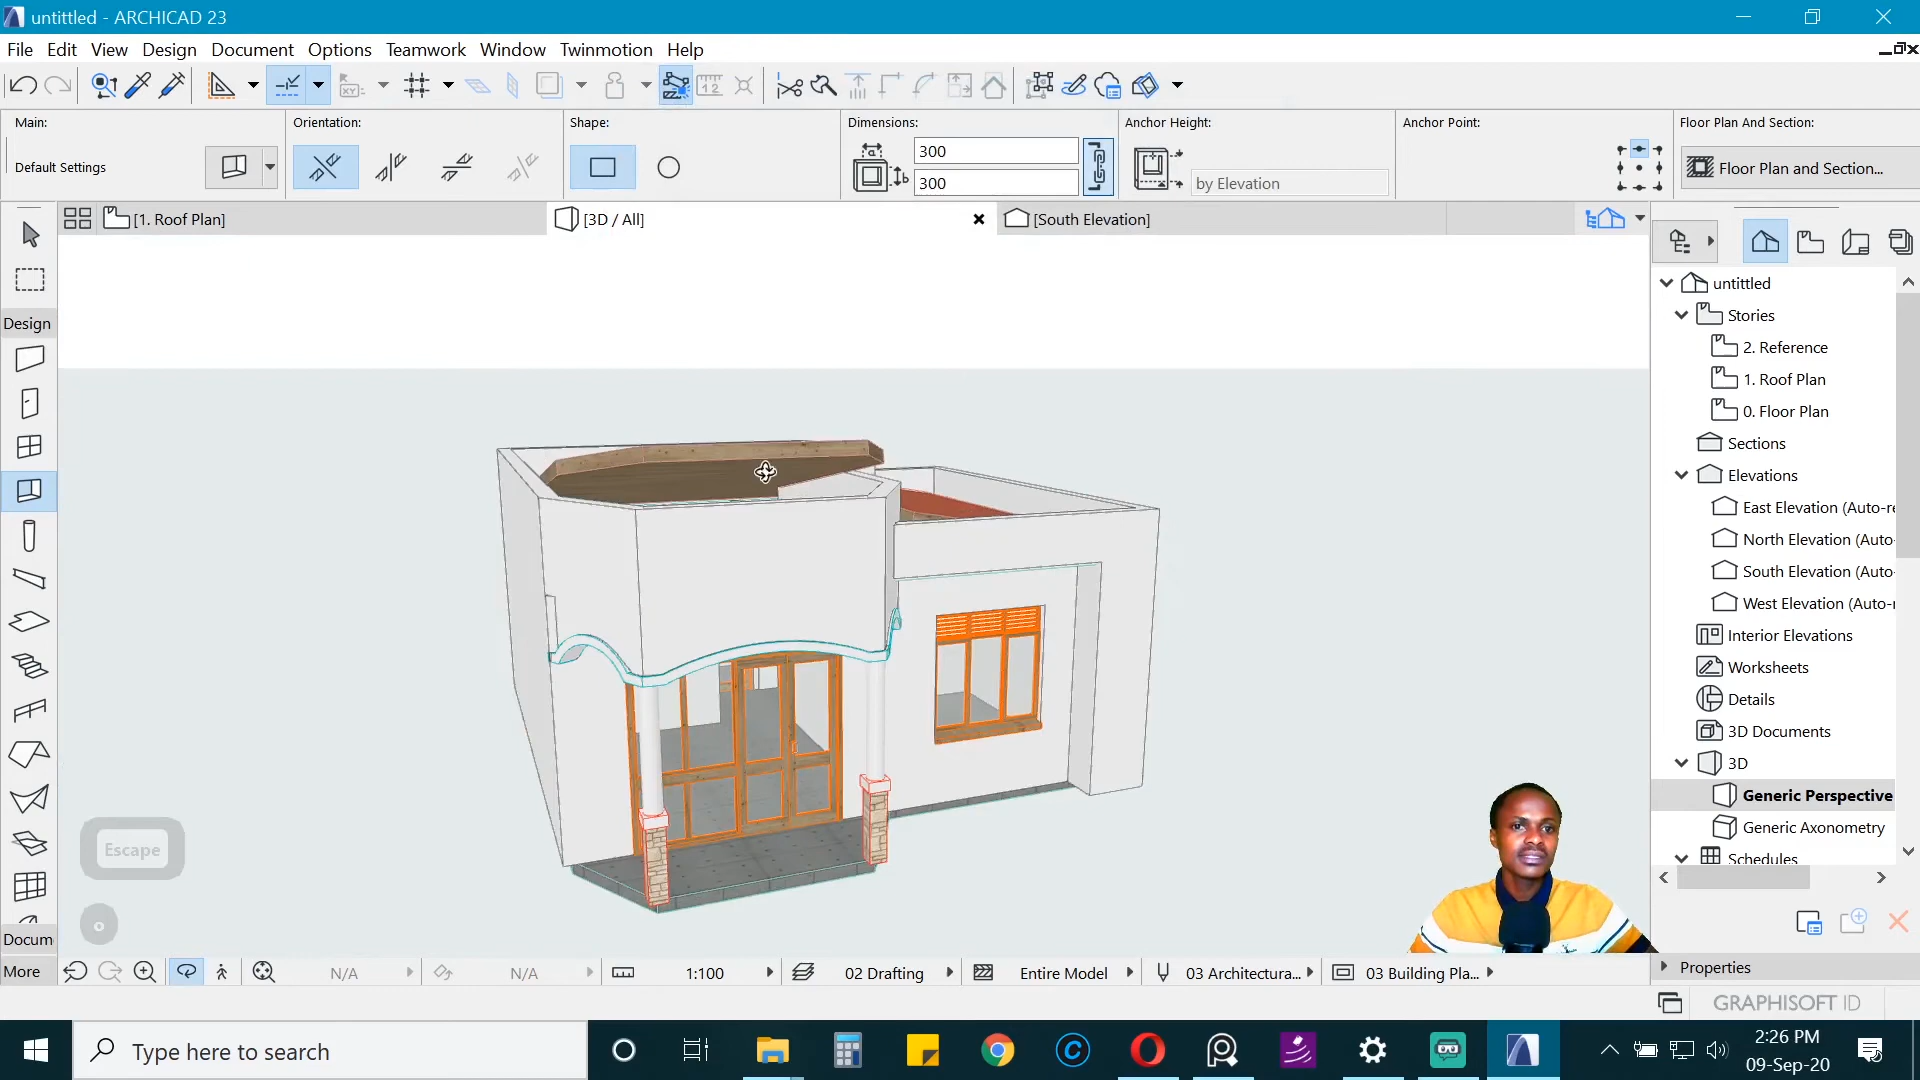 untittled - ARCHICAD 23
File Edit View Design Document Options Teamwork Window Twinmotion Help
Main: Orientation: Shape: Dimensions: Anchor Height: Anchor Point: Floor Plan And Section:
Default Settings
300
300
by Elevation
Floor Plan and Section...
[1. Roof Plan] [3D / All] [South Elevation]
untittled
Stories
2. Reference
1. Roof Plan
0. Floor Plan
Sections
Elevations
East Elevation (Auto-re
North Elevation (Auto-
South Elevation (Auto-
West Elevation (Auto-r
Interior Elevations
Worksheets
Details
3D Documents
3D
Generic Perspective
Generic Axonometry
Schedules
Design
Docum
More
Escape
o
N/A N/A 1:100 02 Drafting Entire Model 03 Architectura... 03 Building Pla...
Properties
GRAPHISOFT ID
Type here to search
2:26 PM
09-Sep-20